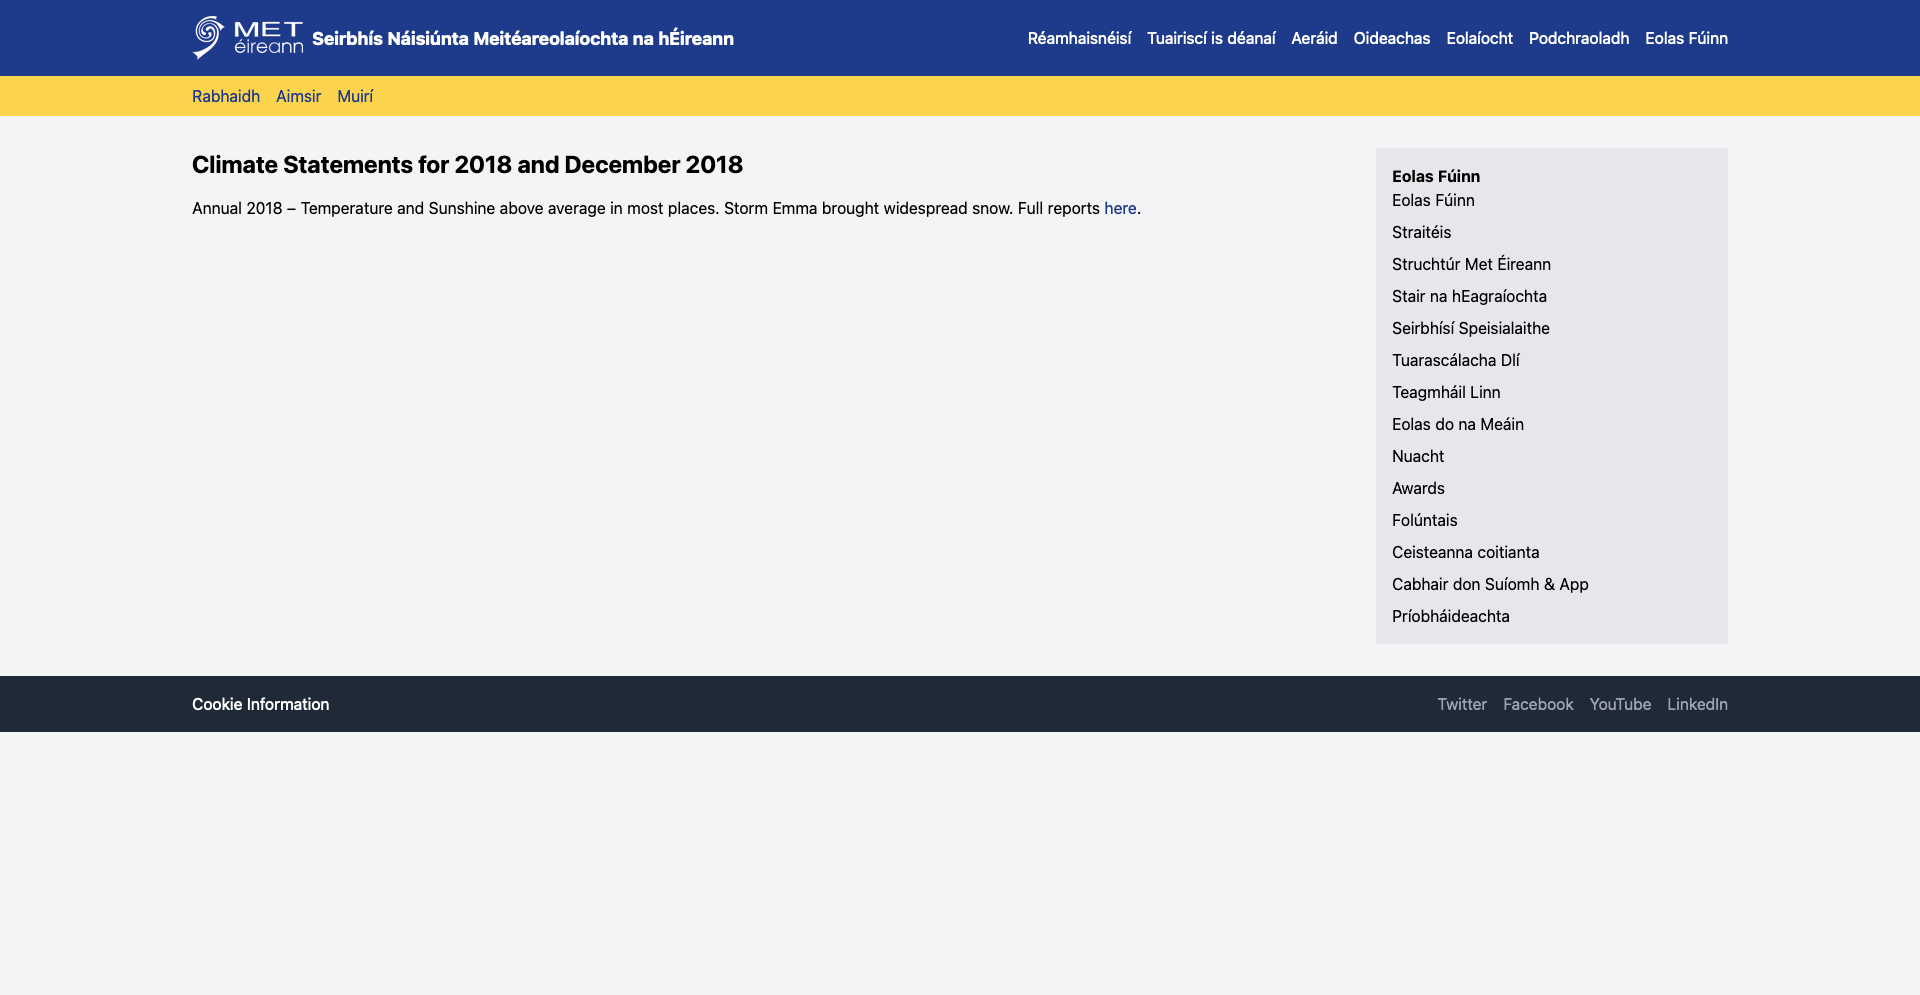 MET
éireann
Seirbhís Náisiúnta Meitéareolaíochta na hÉireann
Réamhaisnéisí Tuairiscí is déanaí Aeráid Oideachas Eolaíocht Podchraoladh Eolas Fúinn
Rabhaidh Aimsir Muirí
Climate Statements for 2018 and December 2018
Annual 2018 – Temperature and Sunshine above average in most places. Storm Emma brought widespread snow. Full reports here.
Eolas Fúinn
Eolas Fúinn
Straitéis
Struchtúr Met Éireann
Stair na hEagraíochta
Seirbhísí Speisialaithe
Tuarascálacha Dlí
Teagmháil Linn
Eolas do na Meáin
Nuacht
Awards
Folúntais
Ceisteanna coitianta
Cabhair don Suíomh & App
Príobháideachta
Cookie Information
Twitter Facebook YouTube LinkedIn